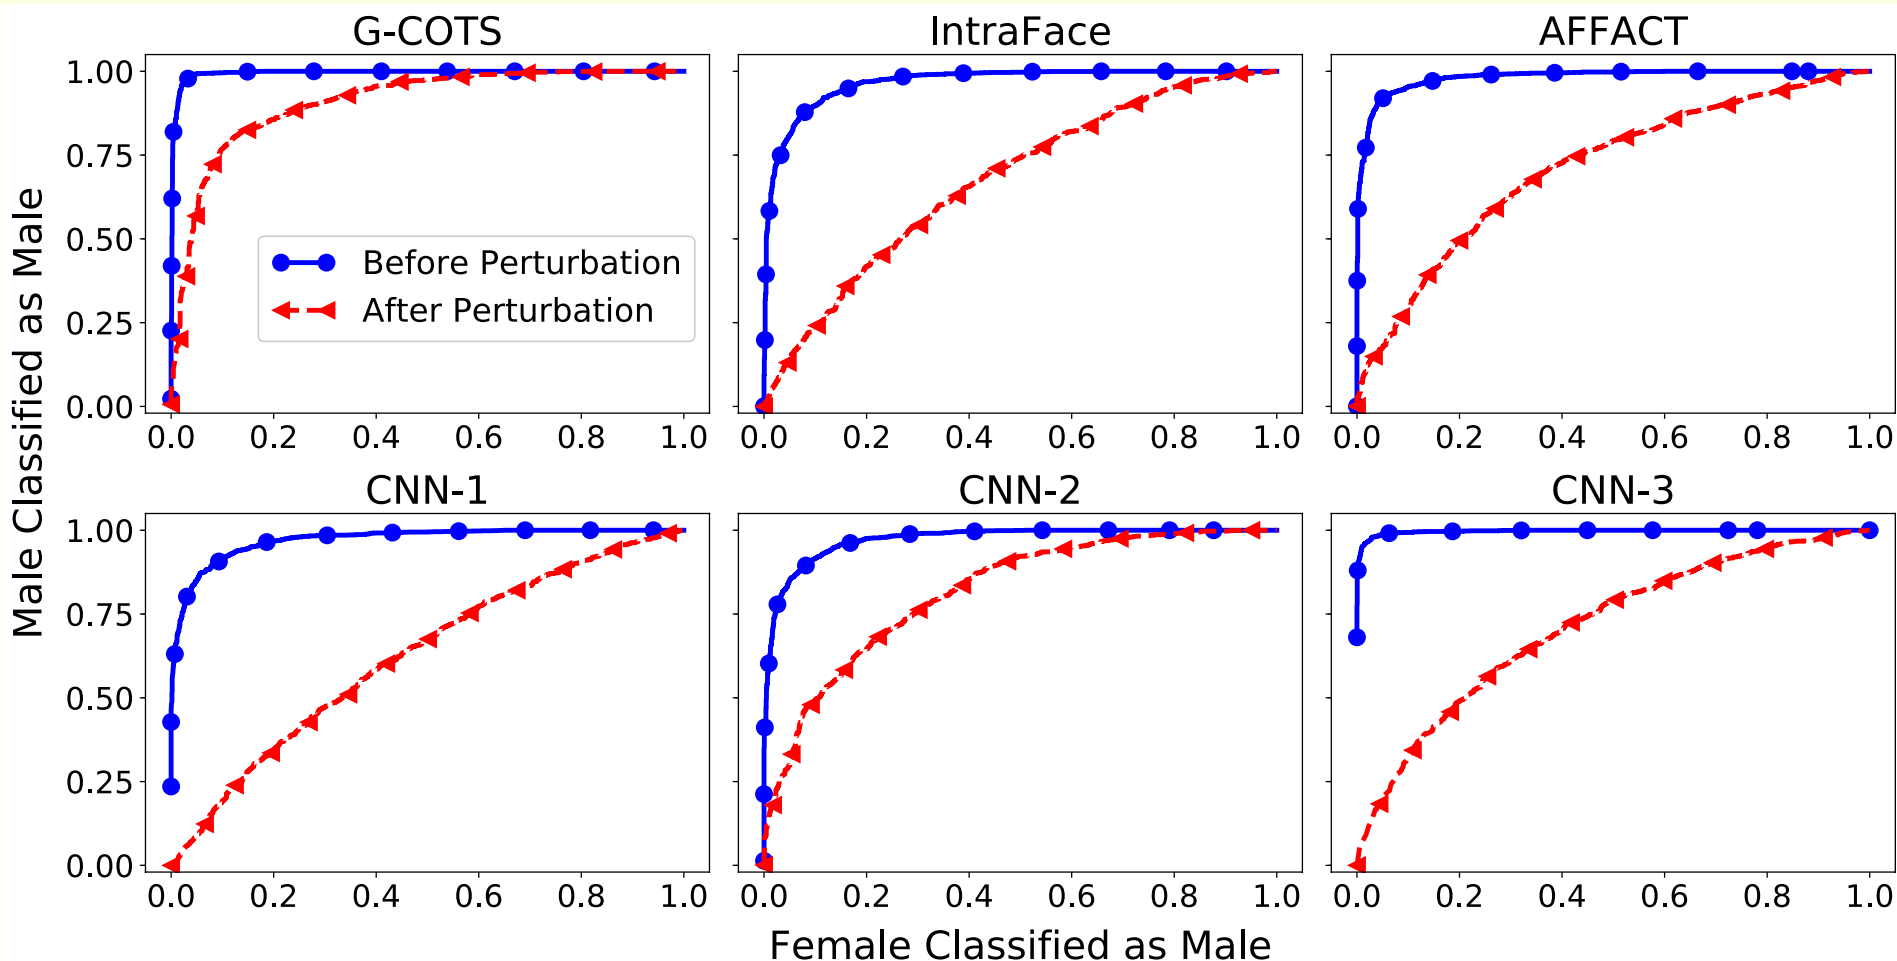 G-COTS
IntraFace
AFFACT
1.00
0.75
0.50
0.25
0.00
Before Perturbation
After Perturbation
0.0 0.2 0.4 0.6 0.8 1.0
0.0 0.2 0.4 0.6 0.8 1.0
0.0 0.2 0.4 0.6 0.8 1.0
Male Classified as Male
CNN-1
CNN-2
CNN-3
1.00
0.75
0.50
0.25
0.00
0.0 0.2 0.4 0.6 0.8 1.0
0.0 0.2 0.4 0.6 0.8 1.0
0.0 0.2 0.4 0.6 0.8 1.0
Female Classified as Male